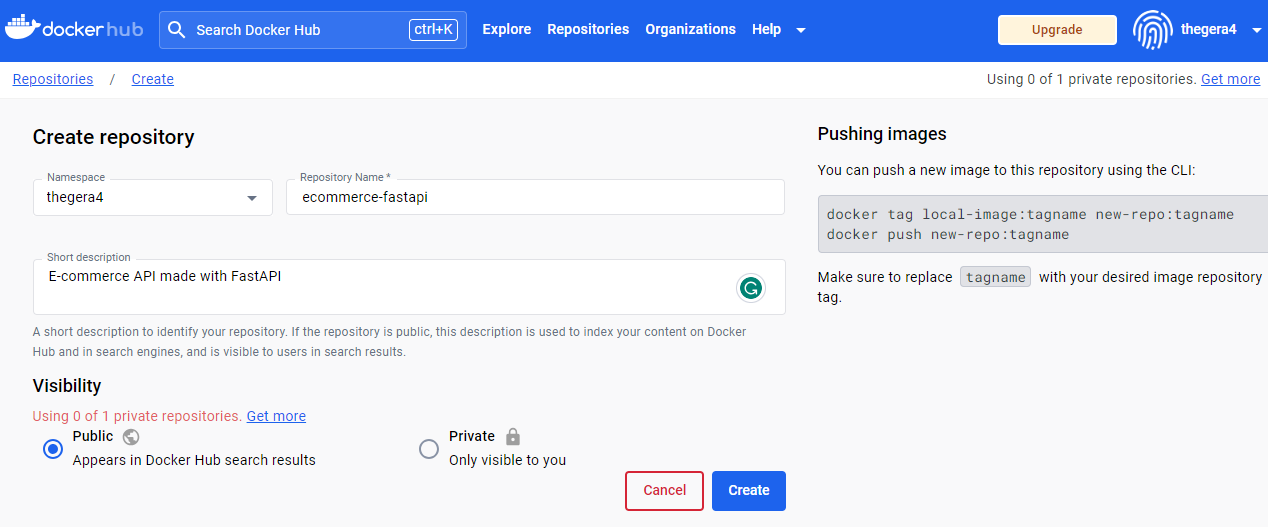 dockerhub Search Docker Hub ctrl+K Explore Repositories Organizations Help Upgrade thegera4
Repositories / Create Using 0 of 1 private repositories. Get more
Create repository
Namespace
thegera4
Repository Name *
ecommerce-fastapi
Short description
E-commerce API made with FastAPI
A short description to identify your repository. If the repository is public, this description is used to index your content on Docker
Hub and in search engines, and is visible to users in search results.
Visibility
Using 0 of 1 private repositories. Get more
Public
Appears in Docker Hub search results
Private
Only visible to you
Cancel Create
Pushing images
You can push a new image to this repository using the CLI:
docker tag local-image:tagname new-repo:tagname
docker push new-repo:tagname
Make sure to replace tagname with your desired image repository
tag.